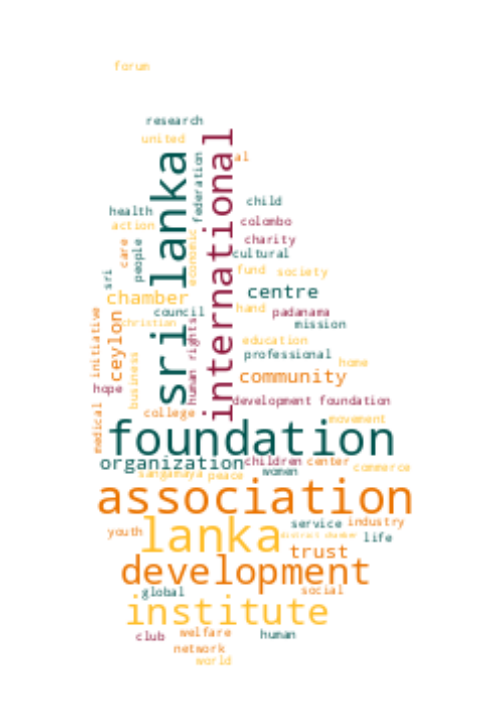 forum
research
united
al
sri lanka
international
federation
child
health
colombo
action
charity
care
people
cultural
economic
fund
society
sri
centre
chamber
hand
padanama
council
christian
mission
initiative
ceylon
human rights
education
professional
business
home
community
hope
development foundation
college
movement
medical
foundation
organization
children
center
commerce
women
sangamaya
peace
association
lanka
service
industry
youth
district chamber
life
trust
development
social
global
institute
club
welfare
human
network
world